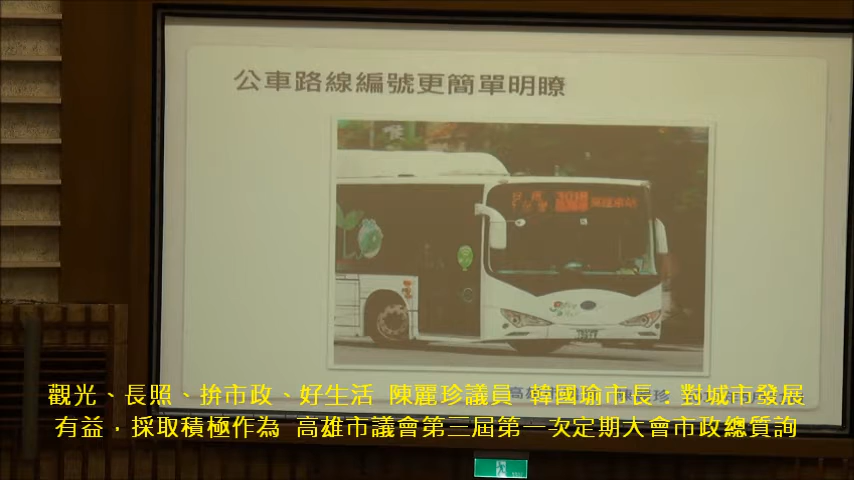 公車路線編號更簡單明瞭
觀光、長照、拚市政、好生活 陳麗珍議員 韓國瑜市長：對城市發展
有益，採取積極作為 高雄市議會第三屆第一次定期大會市政總質詢